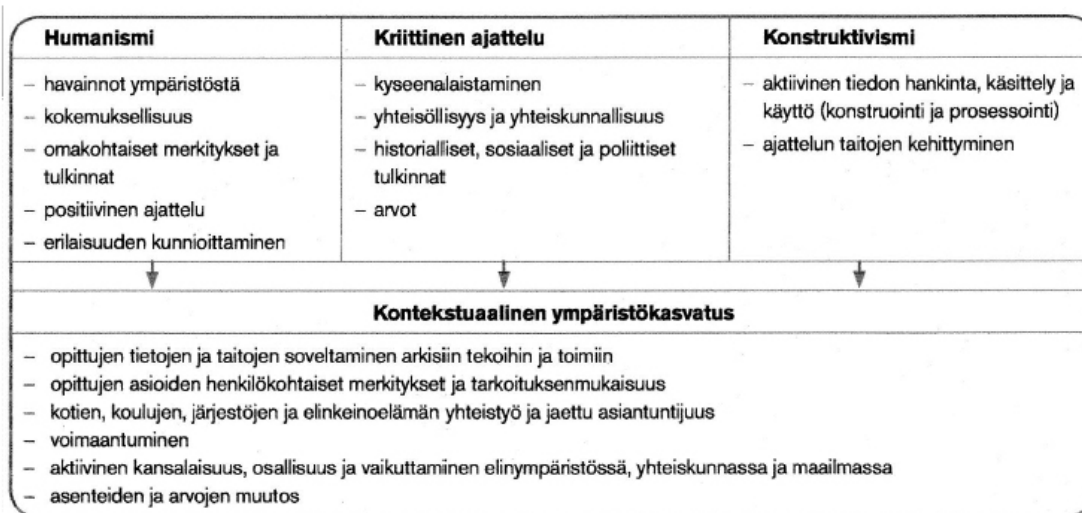 Humanismi
– havainnot ympäristöstä
– kokemuksellisuus
– omakohtaiset merkitykset ja
tulkinnat
– positiivinen ajattelu
– erilaisuuden kunnioittaminen
Kriittinen ajattelu
– kyseenalaistaminen
– yhteisöllisyys ja yhteiskunnallisuus
– historialliset, sosiaaliset ja poliittiset
tulkinnat
– arvot
Konstruktivismi
– aktiivinen tiedon hankinta, käsittely ja
käyttö (konstruointi ja prosessointi)
– ajattelun taitojen kehittyminen
Kontekstuaalinen ympäristökasvatus
– opittujen tietojen ja taitojen soveltaminen arkisiin tekoihin ja toimiin
– opittujen asioiden henkilökohtaiset merkitykset ja tarkoituksenmukaisuus
– kotien, koulujen, järjestöjen ja elinkeinoelämän yhteistyö ja jaettu asiantuntijuus
– voimaantuminen
– aktiivinen kansalaisuus, osallisuus ja vaikuttaminen elinympäristössä, yhteiskunnassa ja maailmassa
– asenteiden ja arvojen muutos